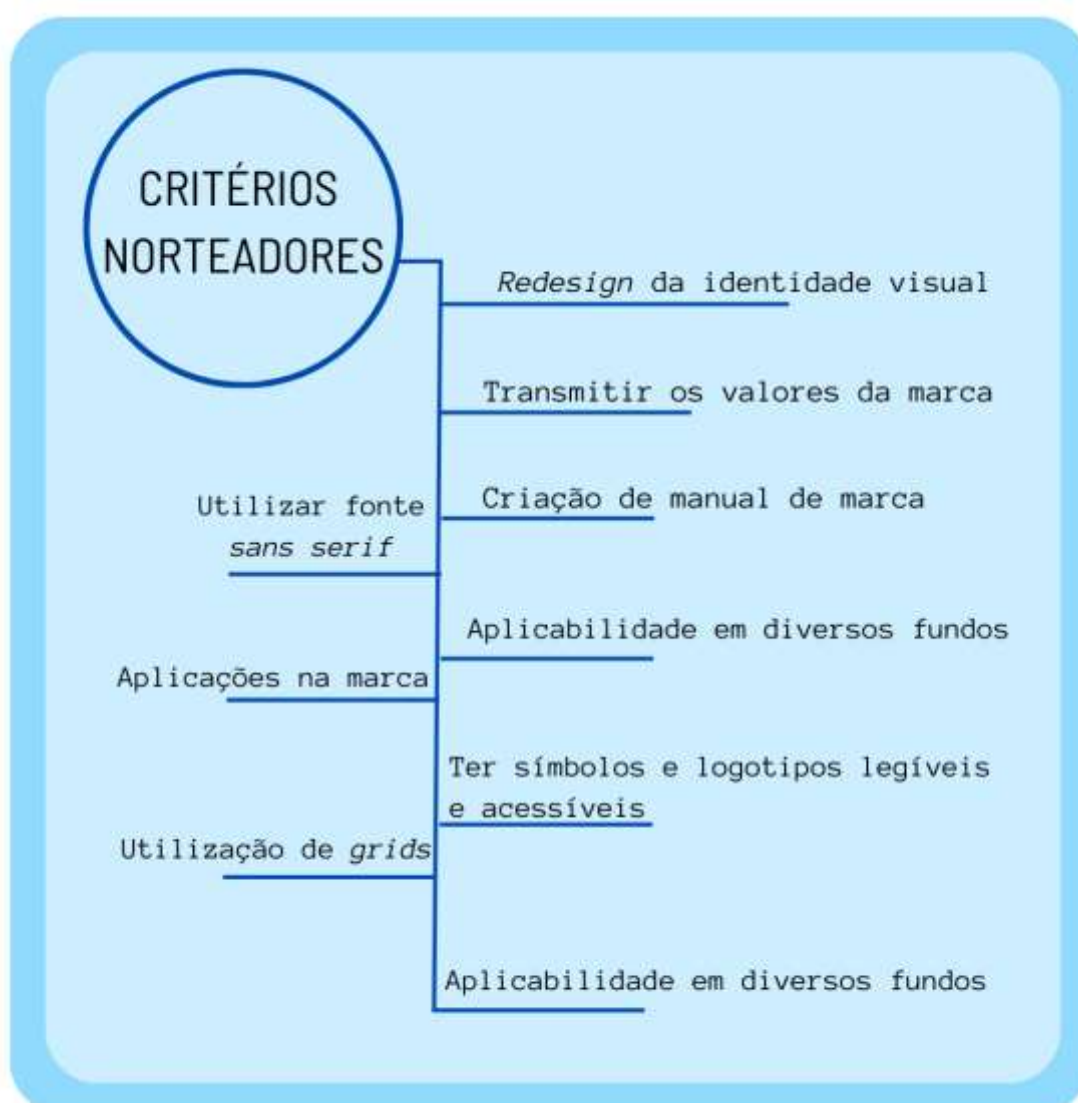 CRITÉRIOS
NORTEADORES
Redesign da identidade visual
Transmitir os valores da marca
Criação de manual de marca
Utilizar fonte
sans serif
Aplicabilidade em diversos fundos
Aplicações na marca
Ter símbolos e logotipos legíveis
e acessíveis
Utilização de grids
Aplicabilidade em diversos fundos